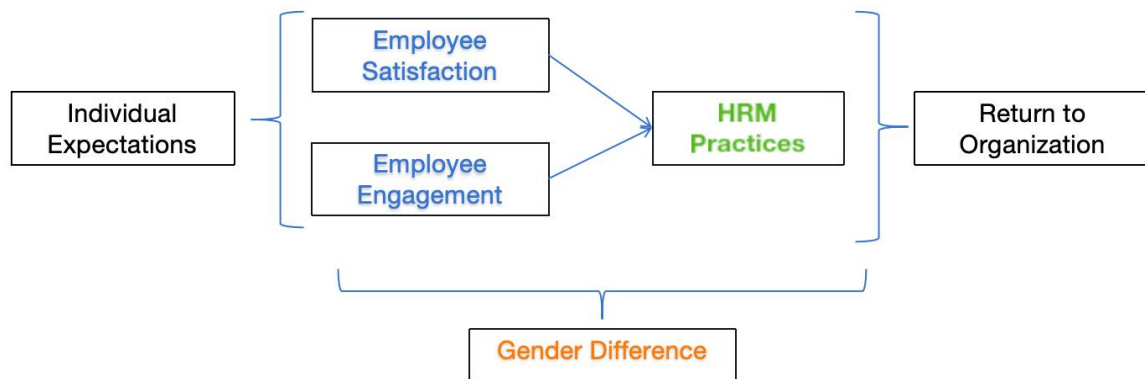 Individual
Expectations
Employee
Satisfaction
Employee
Engagement
HRM
Practices
Return to
Organization
Gender Difference